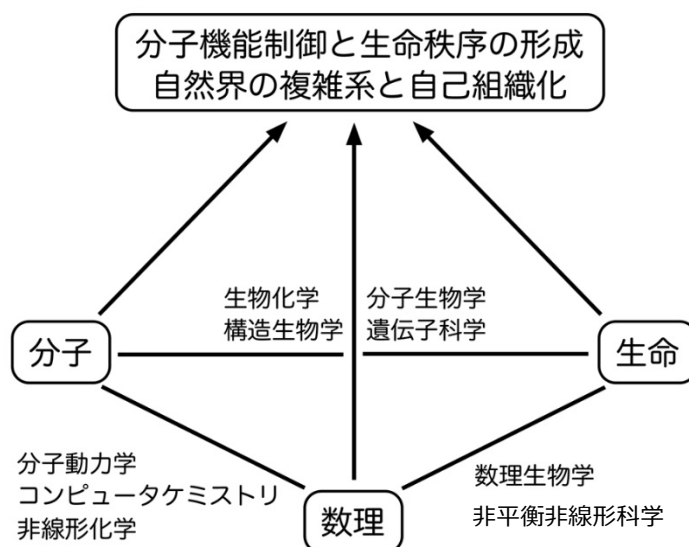 分子機能制御と生命秩序の形成
自然界の複雑系と自己組織化
生物化学
構造生物学
分子生物学
遺伝子科学
分子
生命
分子動力学
コンピュータケミストリ
非線形化学
数理
数理生物学
非平衡非線形科学